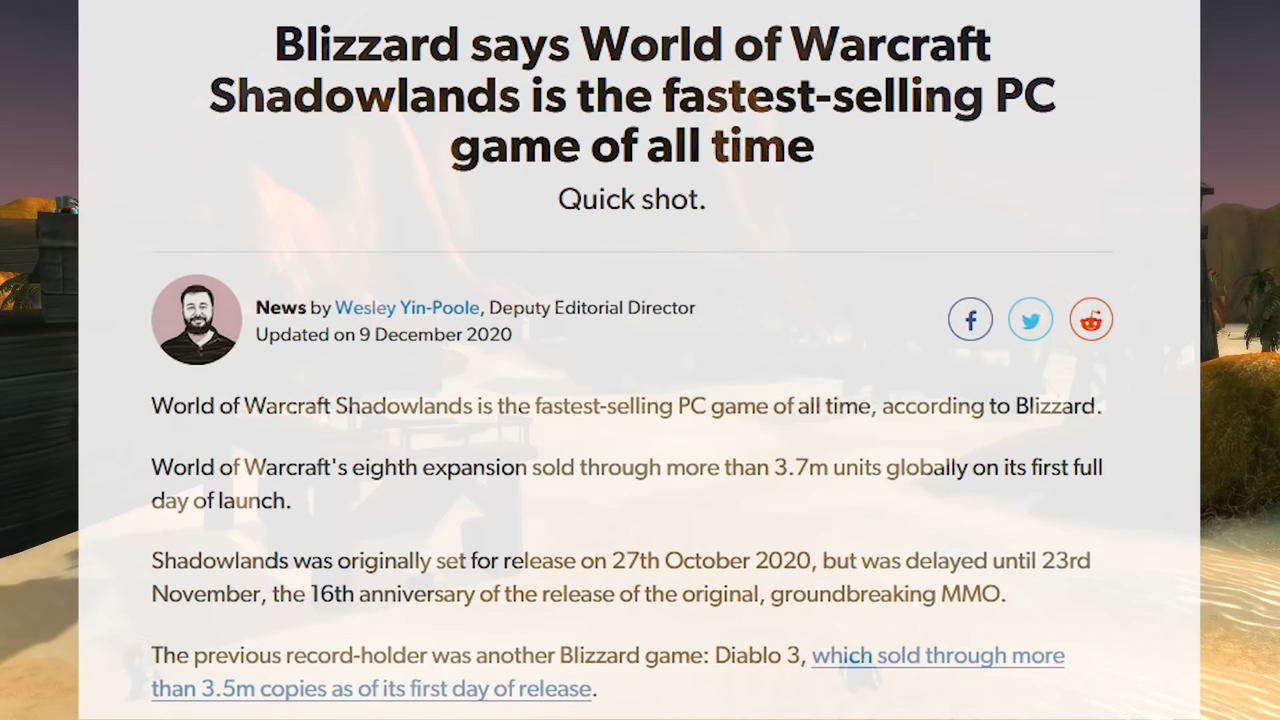 Blizzard says World of Warcraft
Shadowlands is the fastest-selling PC
game of all time
Quick shot.
News by Wesley Yin-Poole, Deputy Editorial Director
Updated on 9 December 2020
World of Warcraft Shadowlands is the fastest-selling PC game of all time, according to Blizzard.
World of Warcraft's eighth expansion sold through more than 3.7m units globally on its first full
day of launch.
Shadowlands was originally set for release on 27th October 2020, but was delayed until 23rd
November, the 16th anniversary of the release of the original, groundbreaking MMO.
The previous record-holder was another Blizzard game: Diablo 3, which sold through more
than 3.5m copies as of its first day of release.